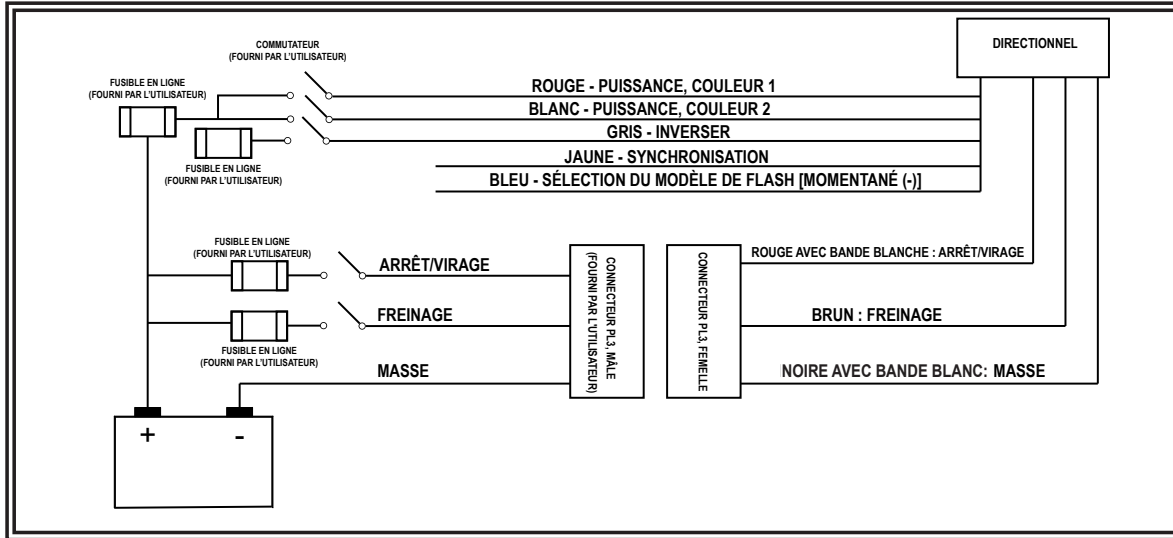 COMMUTATEUR
(FOURNI PAR L'UTILISATEUR)
DIRECTIONNEL
FUSIBLE EN LIGNE
(FOURNI PAR L'UTILISATEUR)
ROUGE - PUISSANCE, COULEUR 1
BLANC - PUISSANCE, COULEUR 2
GRIS - INVERSER
FUSIBLE EN LIGNE
(FOURNI PAR L'UTILISATEUR)
JAUNE - SYNCHRONISATION
BLEU - SÉLECTION DU MODÈLE DE FLASH [MOMENTANÉ (-)]
FUSIBLE EN LIGNE
(FOURNI PAR L'UTILISATEUR)
ARRÊT/VIRAGE
FREINAGE
FUSIBLE EN LIGNE
(FOURNI PAR L'UTILISATEUR)
MASSE
CONNECTEUR PL3, MÂLE
(FOURNI PAR L'UTILISATEUR)
CONNECTEUR PL3, FEMELLE
ROUGE AVEC BANDE BLANCHE : ARRÊT/VIRAGE
BRUN : FREINAGE
NOIRE AVEC BANDE BLANC: MASSE
+ -